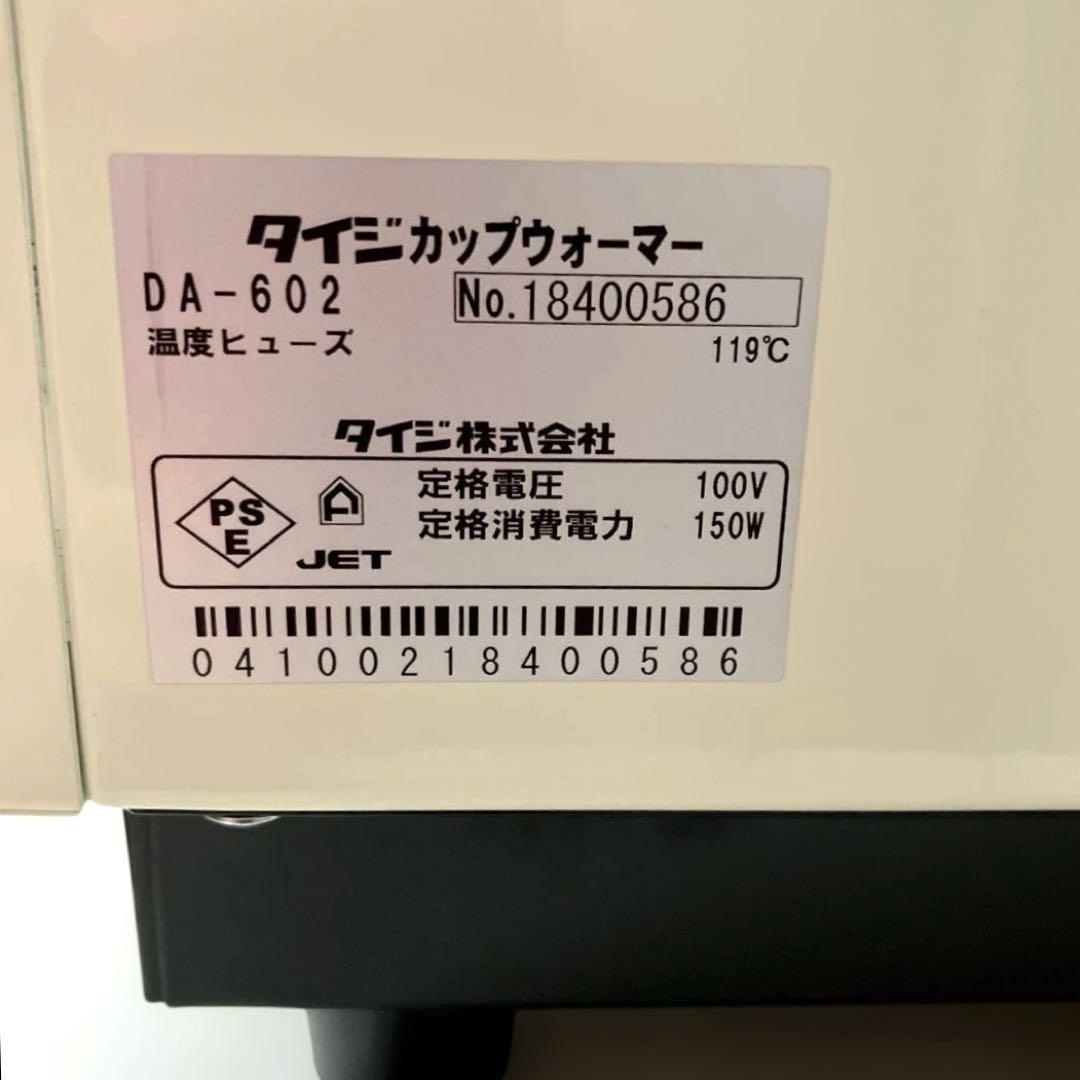 タイジカップウォーマー
DA-602 No.18400586
温度ヒューズ 119℃
タイジ株式会社
PS
E
A
JET
定格電圧 100V
定格消費電力 150W
04100218400586